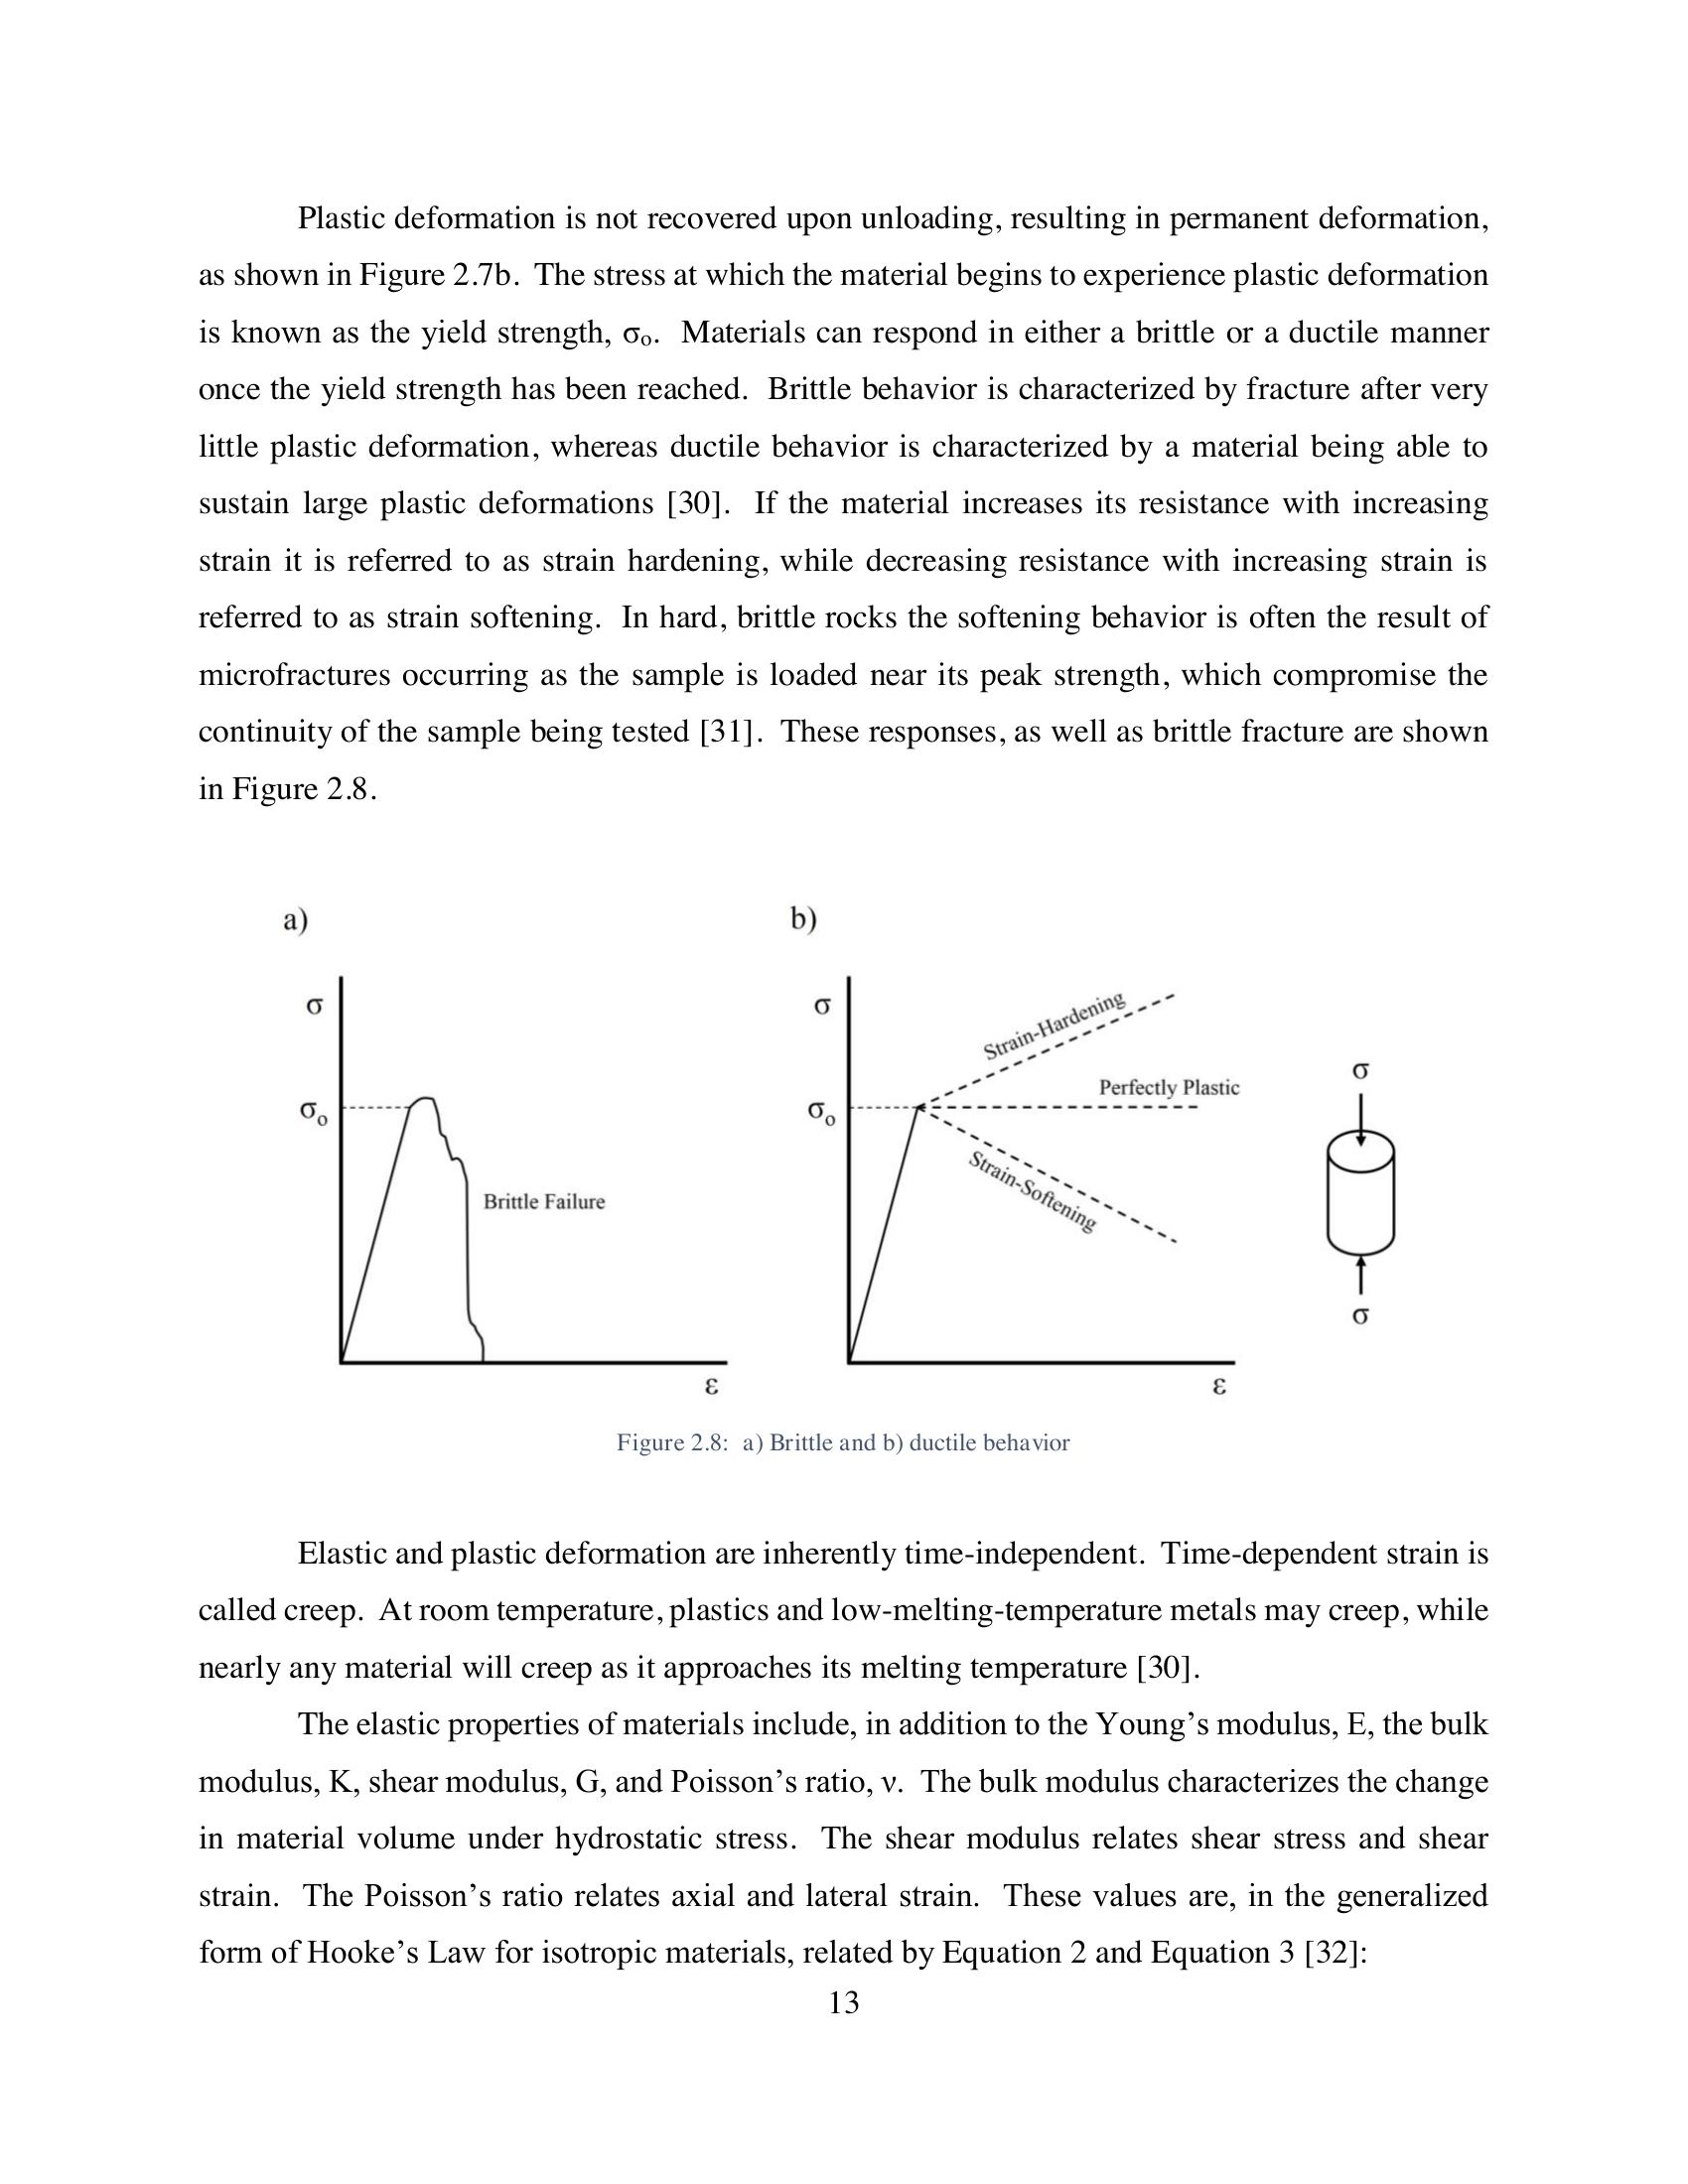 Plastic deformation is not recovered upon unloading, resulting in permanent deformation,
as shown in Figure 2.7b. The stress at which the material begins to experience plastic deformation
is known as the yield strength, σₒ. Materials can respond in either a brittle or a ductile manner
once the yield strength has been reached. Brittle behavior is characterized by fracture after very
little plastic deformation, whereas ductile behavior is characterized by a material being able to
sustain large plastic deformations [30]. If the material increases its resistance with increasing
strain it is referred to as strain hardening, while decreasing resistance with increasing strain is
referred to as strain softening. In hard, brittle rocks the softening behavior is often the result of
microfractures occurring as the sample is loaded near its peak strength, which compromise the
continuity of the sample being tested [31]. These responses, as well as brittle fracture are shown
in Figure 2.8.
a)
σ
σₒ
Brittle Failure
ε
b)
σ
σₒ
Strain-Hardening
Perfectly Plastic
Strain-Softening
ε
σ
σ
Figure 2.8: a) Brittle and b) ductile behavior
Elastic and plastic deformation are inherently time-independent. Time-dependent strain is
called creep. At room temperature, plastics and low-melting-temperature metals may creep, while
nearly any material will creep as it approaches its melting temperature [30].
The elastic properties of materials include, in addition to the Young’s modulus, E, the bulk
modulus, K, shear modulus, G, and Poisson’s ratio, ν. The bulk modulus characterizes the change
in material volume under hydrostatic stress. The shear modulus relates shear stress and shear
strain. The Poisson’s ratio relates axial and lateral strain. These values are, in the generalized
form of Hooke’s Law for isotropic materials, related by Equation 2 and Equation 3 [32]:
13